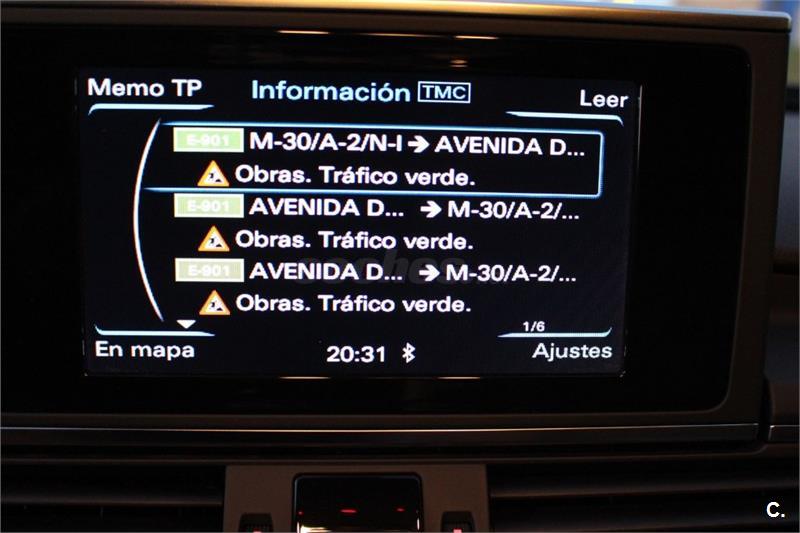 Memo TP
Información TMC
Leer
E-901 M-30/A-2/N-I → AVENIDA D...
Obras. Tráfico verde.
E-901 AVENIDA D... → M-30/A-2/...
Obras. Tráfico verde.
E-901 AVENIDA D... → M-30/A-2/...
Obras. Tráfico verde.
1/6
En mapa
20:31
Ajustes
coches
C.